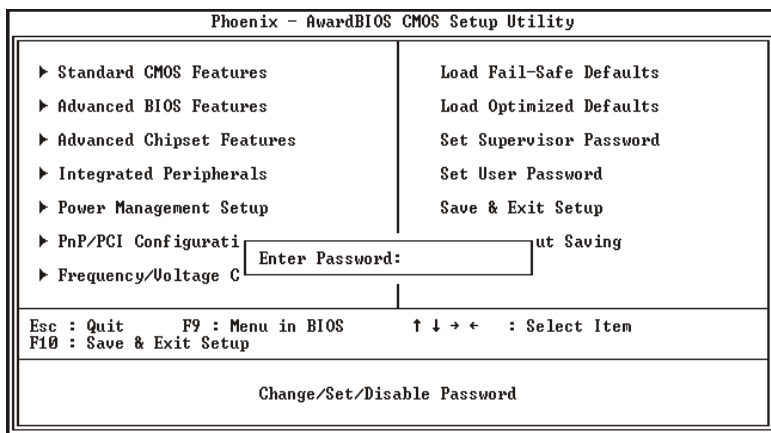 Phoenix - AwardBIOS CMOS Setup Utility
▶ Standard CMOS Features
▶ Advanced BIOS Features
▶ Advanced Chipset Features
▶ Integrated Peripherals
▶ Power Management Setup
▶ PnP/PCI Configurati
▶ Frequency/Voltage C
Load Fail-Safe Defaults
Load Optimized Defaults
Set Supervisor Password
Set User Password
Save & Exit Setup
ut Saving
Enter Password:
Esc : Quit F9 : Menu in BIOS ↑ ↓ → ← : Select Item
F10 : Save & Exit Setup
Change/Set/Disable Password